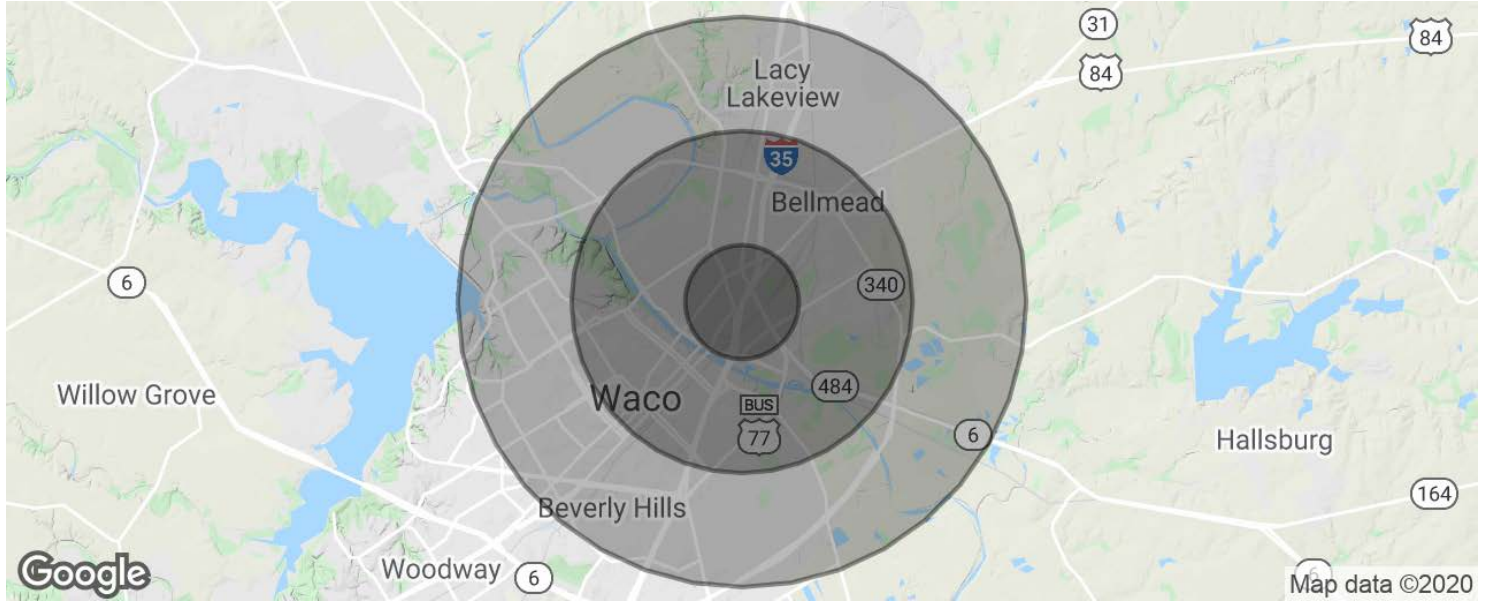 31
84
84
Lacy
Lakeview
35
Bellmead
6
340
Willow Grove
Waco
484
BUS
77
6
Hallsburg
164
Beverly Hills
Woodway
6
6
Google
Map data ©2020